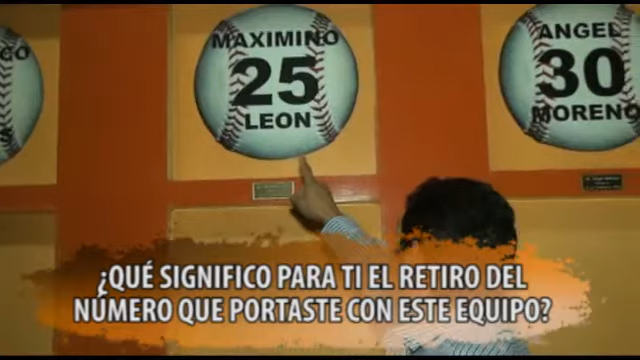 MAXIMINO
25
LEON
ANGEL
30
MORENO
CO
S
¿QUÉ SIGNIFICO PARA TI EL RETIRO DEL
NÚMERO QUE PORTASTE CON ESTE EQUIPO?